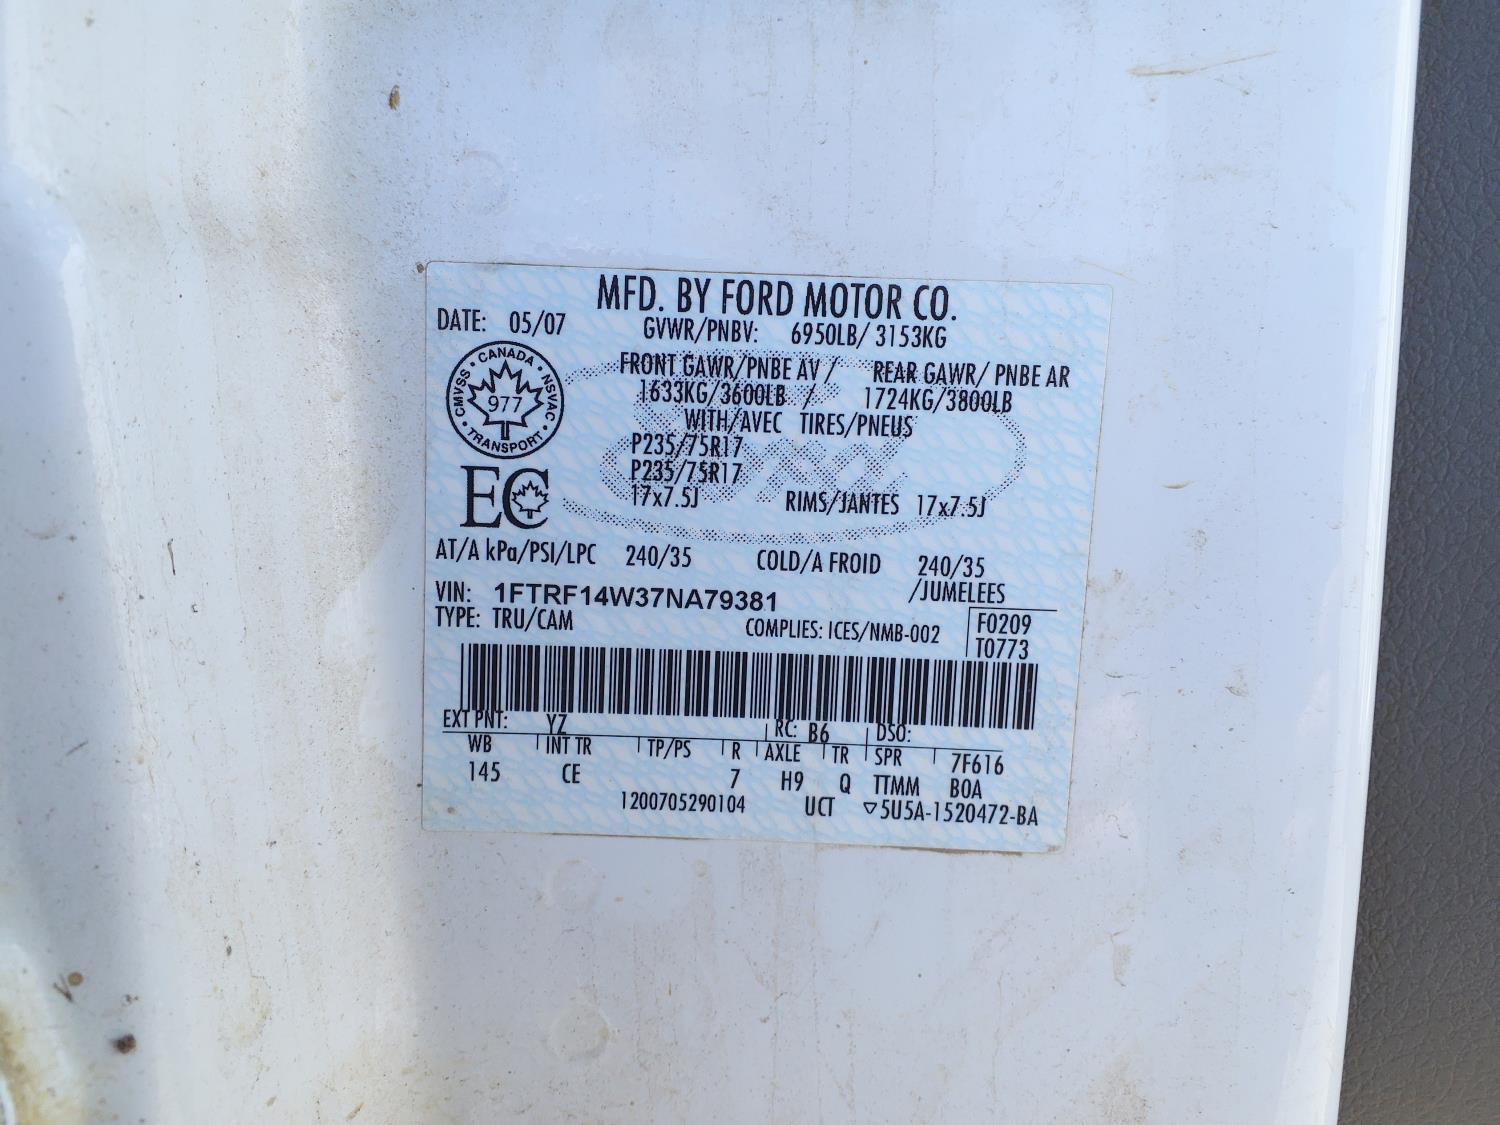 MFD. BY FORD MOTOR CO.
DATE: 05/07
GVWR/PNBV: 6950LB/ 3153KG
CANADA
CMVSS
NSVAC
977
TRANSPORT
FRONT GAWR/PNBE AV / REAR GAWR/ PNBE AR
1633KG/3600LB / 1724KG/3800LB
WITH/AVEC TIRES/PNEUS
P235/75R17
P235/75R17
17x7.5J RIMS/JANTES 17x7.5J
EC
AT/A kPa/PSI/LPC 240/35 COLD/A FROID 240/35
/JUMELEES
VIN: 1FTRF14W37NA79381
TYPE: TRU/CAM COMPLIES: ICES/NMB-002
F0209
T0773
EXT PNT: YZ RC: B6 DSO:
WB INT TR TP/PS R AXLE TR SPR 7F616
145 CE 7 H9 Q TTMM BOA
1200705290104 UCT ▽5U5A-1520472-BA